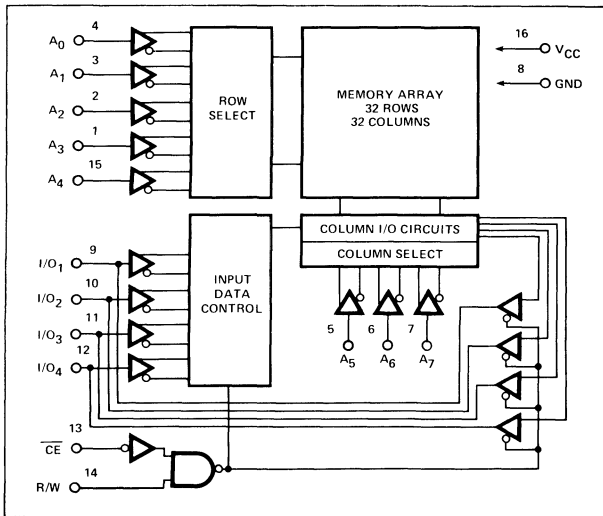 4
A0
3
A1
2
A2
1
A3
15
A4
ROW
SELECT
MEMORY ARRAY
32 ROWS
32 COLUMNS
16
VCC
8
GND
9
I/O1
10
I/O2
11
I/O3
12
I/O4
INPUT
DATA
CONTROL
COLUMN I/O CIRCUITS
COLUMN SELECT
5 6 7
A5 A6 A7
13
CE
14
R/W